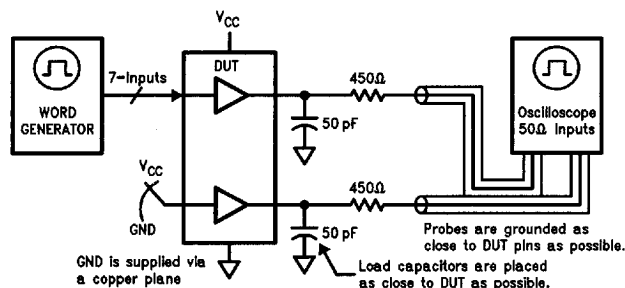 V_CC
DUT
WORD
GENERATOR
7-Inputs
450Ω
50 pF
Oscilloscope
50Ω Inputs
V_CC
GND
450Ω
50 pF
GND is supplied via
a copper plane
Probes are grounded as
close to DUT pins as possible.
Load capacitors are placed
as close to DUT as possible.